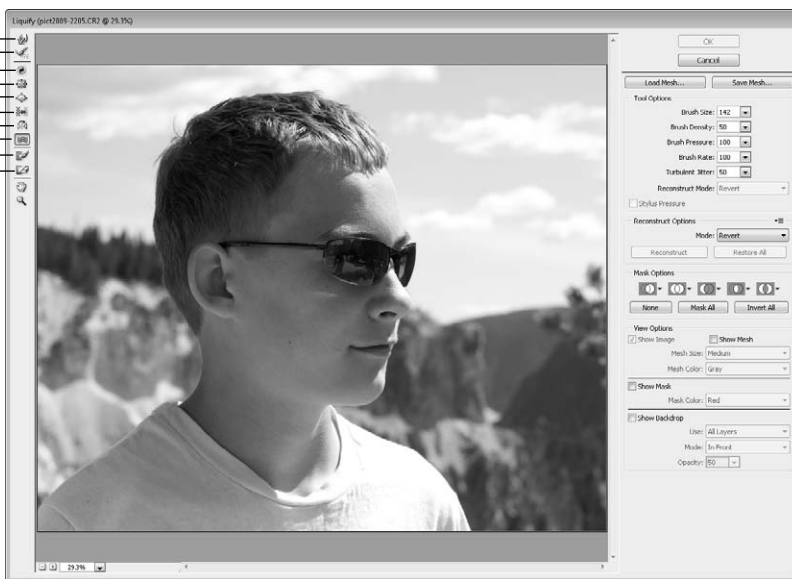 Liquify (pict2009-2205.CR2 @ 29.3%)
OK
Cancel
Load Mesh... Save Mesh...
Tool Options
Brush Size: 142
Brush Density: 50
Brush Pressure: 100
Brush Rate: 100
Turbulent Jitter: 50
Reconstruct Mode: Revert
Stylus Pressure
Reconstruct Options
Mode: Revert
Reconstruct Restore All
Mask Options
None Mask All Invert All
View Options
Show Image Show Mesh
Mesh Size: Medium
Mesh Color: Gray
Show Mask
Mask Color: Red
Show Backdrop
Use: All Layers
Mode: In Front
Opacity: 50
29.3%